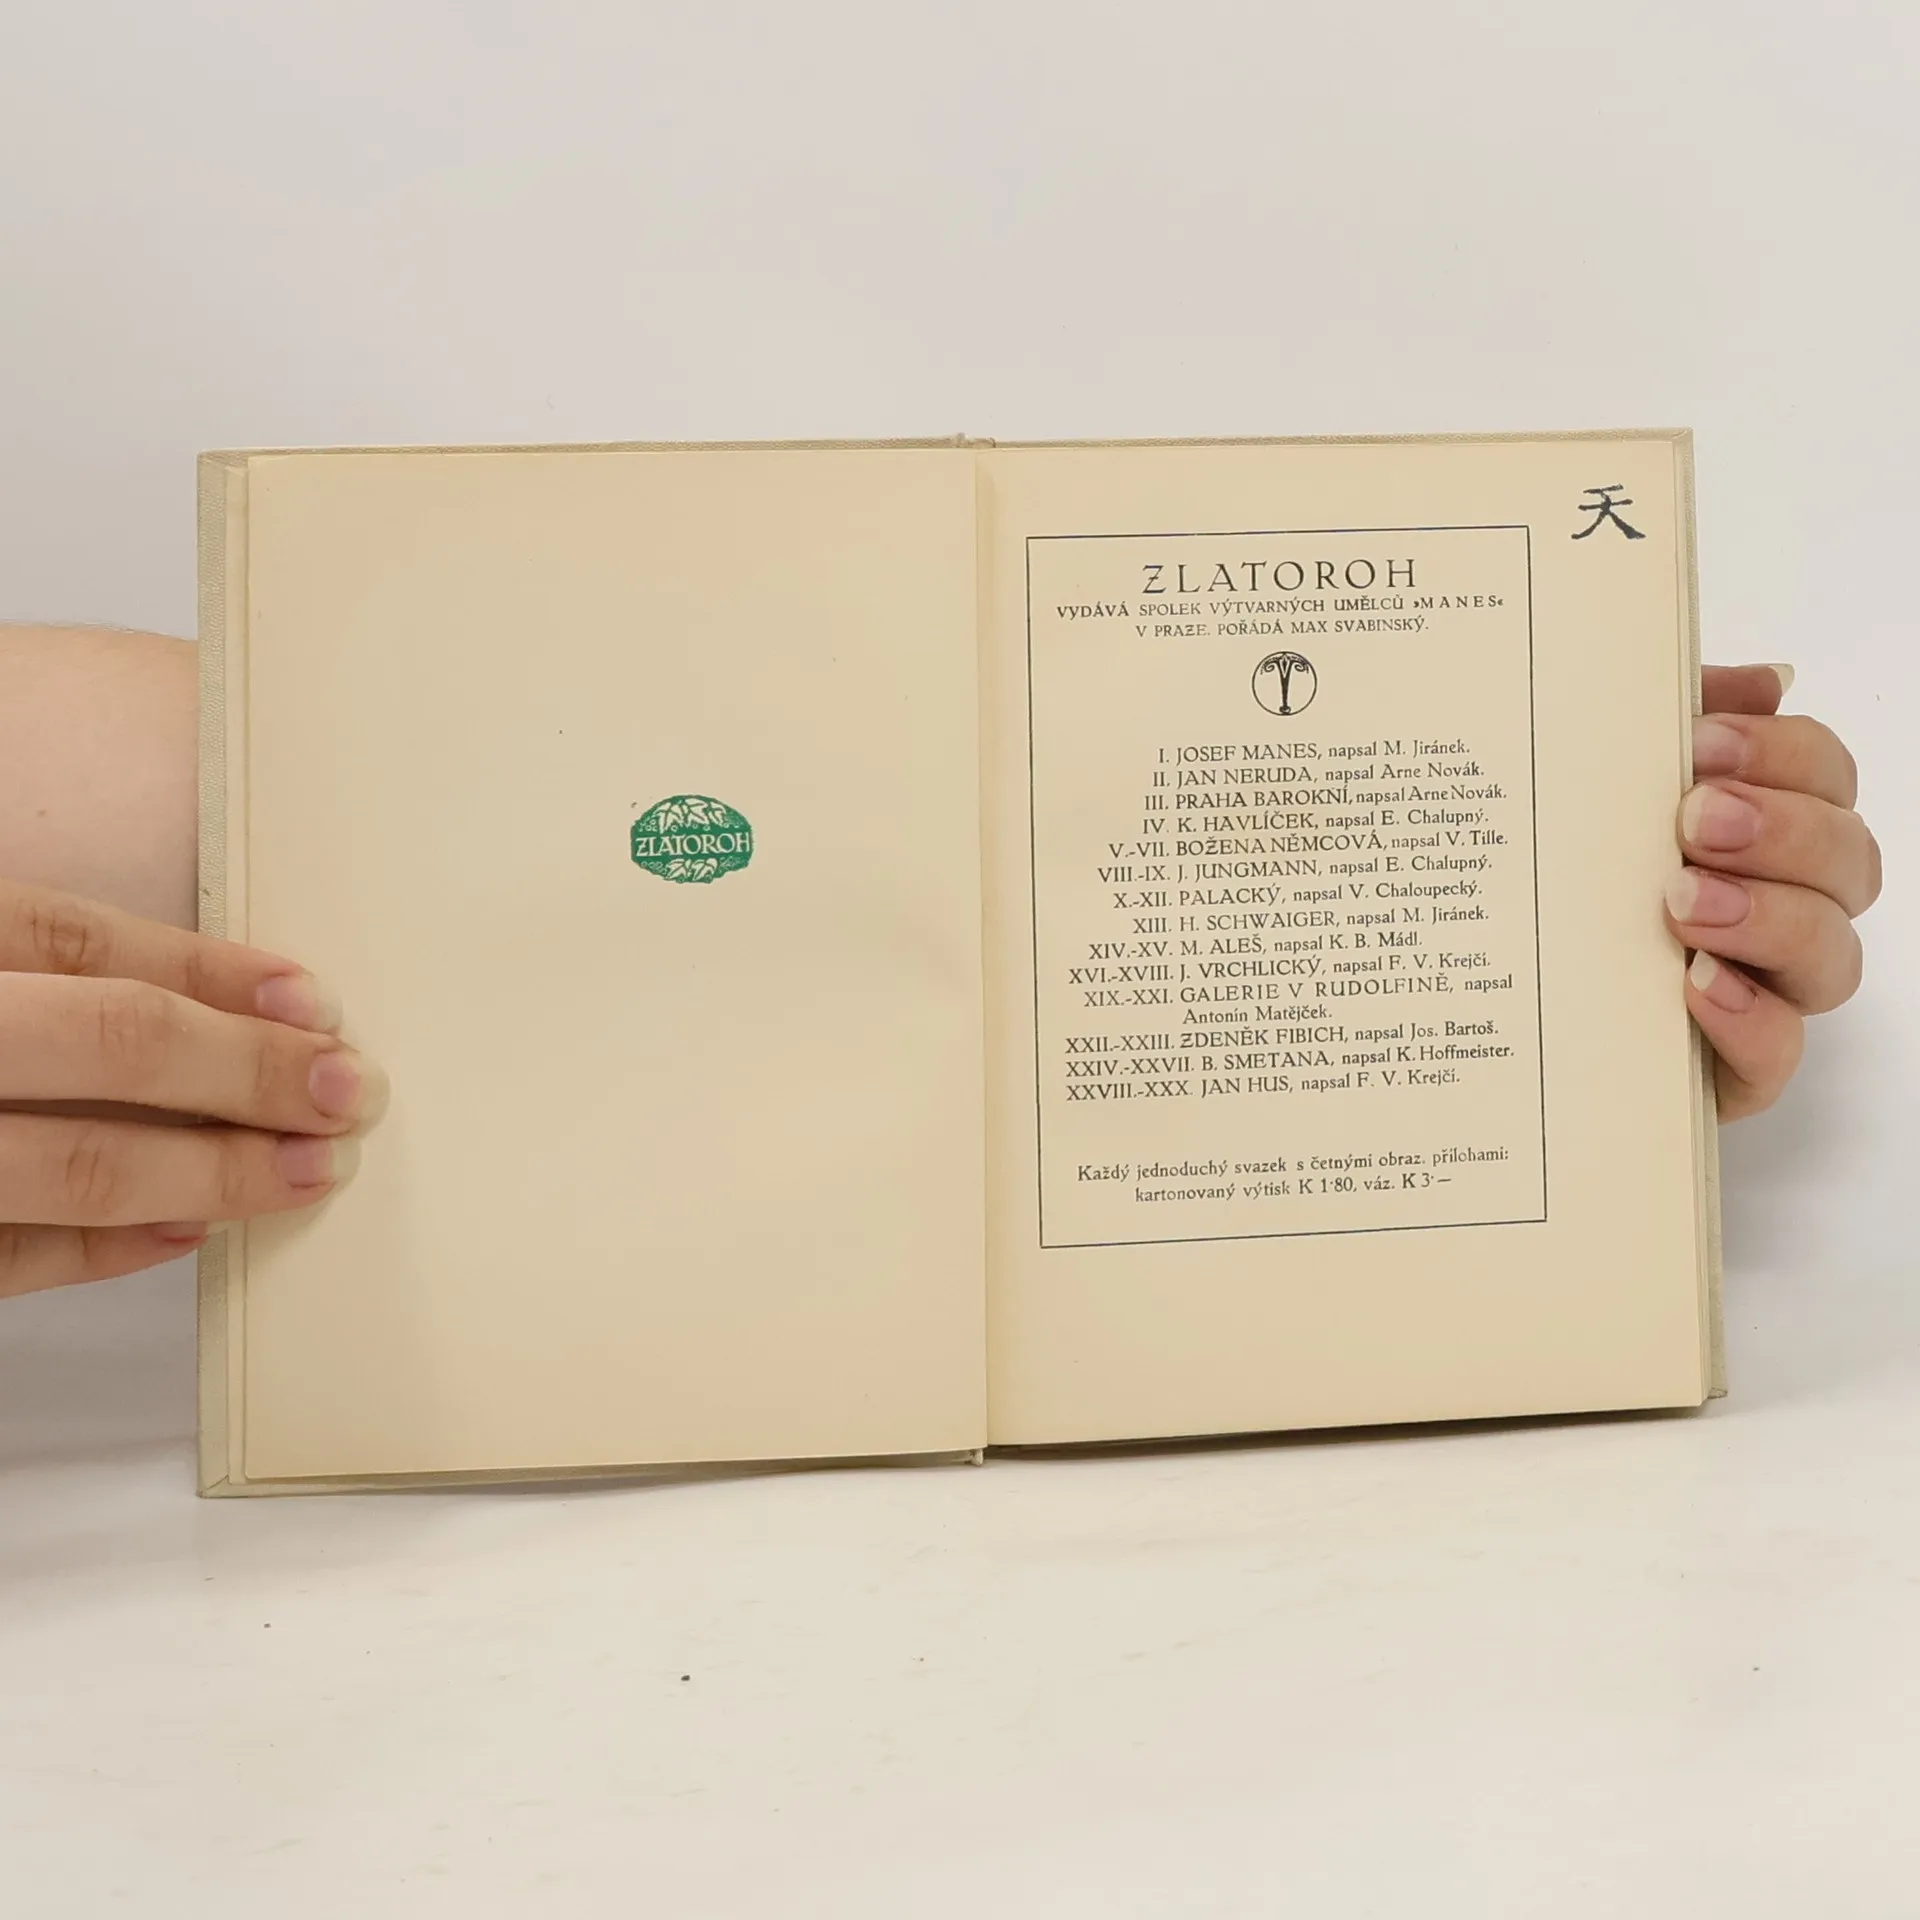 ZLATOROH
天
ZLATOROH
VYDÁVÁ SPOLEK VÝTVARNÝCH UMĚLCŮ »MANES«
V PRAZE. POŘÁDÁ MAX SVABINSKÝ.
I. JOSEF MANES, napsal M. Jiránek.
II. JAN NERUDA, napsal Arne Novák.
III. PRAHA BAROKNÍ, napsal Arne Novák.
IV. K. HAVLÍČEK, napsal E. Chalupný.
V.-VII. BOŽENA NĚMCOVÁ, napsal V. Tille.
VIII.-IX. J. JUNGMANN, napsal E. Chalupný.
X.-XII. PALACKÝ, napsal V. Chaloupecký.
XIII. H. SCHWAIGER, napsal M. Jiránek.
XIV.-XV. M. ALEŠ, napsal K. B. Mádl.
XVI.-XVIII. J. VRCHLICKÝ, napsal F. V. Krejčí.
XIX.-XXI. GALERIE V RUDOLFINĚ, napsal
Antonín Matějček.
XXII.-XXIII. ZDENĚK FIBICH, napsal Jos. Bartoš.
XXIV.-XXVII. B. SMETANA, napsal K. Hoffmeister.
XXVIII.-XXX. JAN HUS, napsal F. V. Krejčí.
Každý jednoduchý svazek s četnými obraz. přílohami:
kartonovaný výtisk K 1·80, váz. K 3·—